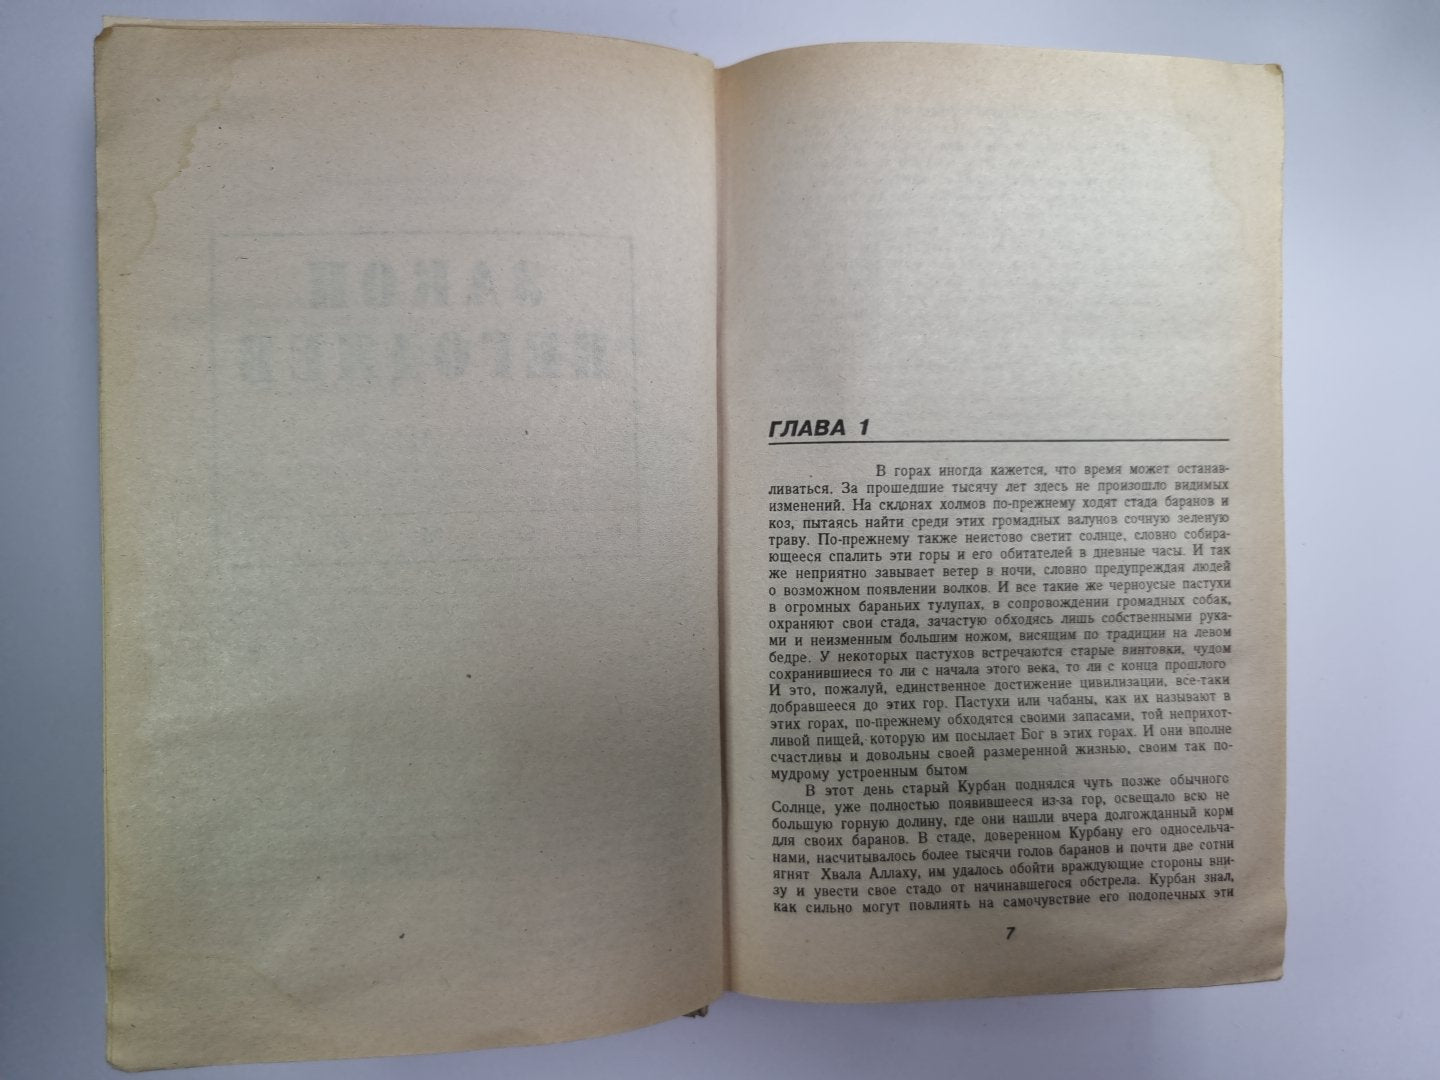 ЗАКОН
НЕГОДЯЕВ
ГЛАВА 1
В горах иногда кажется, что время может останав-
ливаться. За прошедшие тысячу лет здесь не произошло видимых
изменений. На склонах холмов по-прежнему ходят стада баранов и
коз, пытаясь найти среди этих громадных валунов сочную зеленую
траву. По-прежнему также неистово светит солнце, словно собира-
ющееся спалить эти горы и его обитателей в дневные часы. И так
же неприятно завывает ветер в ночи, словно предупреждая людей
о возможном появлении волков. И все такие же черноусые пастухи
в огромных бараньих тулупах, в сопровождении громадных собак,
охраняют свои стада, зачастую обходясь лишь собственными рука-
ми и неизменным большим ножом, висящим по традиции на левом
бедре. У некоторых пастухов встречаются старые винтовки, чудом
сохранившиеся то ли с начала этого века, то ли с конца прошлого
И это, пожалуй, единственное достижение цивилизации, все-таки
добравшееся до этих гор. Пастухи или чабаны, как их называют в
этих горах, по-прежнему обходятся своими запасами, той неприхот-
ливой пищей, которую им посылает Бог в этих горах. И они вполне
счастливы и довольны своей размеренной жизнью, своим так по-
мудрому устроенным бытом
В этот день старый Курбан поднялся чуть позже обычного
Солнце, уже полностью появившееся из-за гор, освещало всю не
большую горную долину, где они нашли вчера долгожданный корм
для своих баранов. В стаде, доверенном Курбану его односельча-
нами, насчитывалось более тысячи голов баранов и почти две сотни
ягнят Хвала Аллаху, им удалось обойти враждующие стороны вни-
зу и увести свое стадо от начинавшегося обстрела. Курбан знал,
как сильно могут повлиять на самочувствие его подопечных эти
7